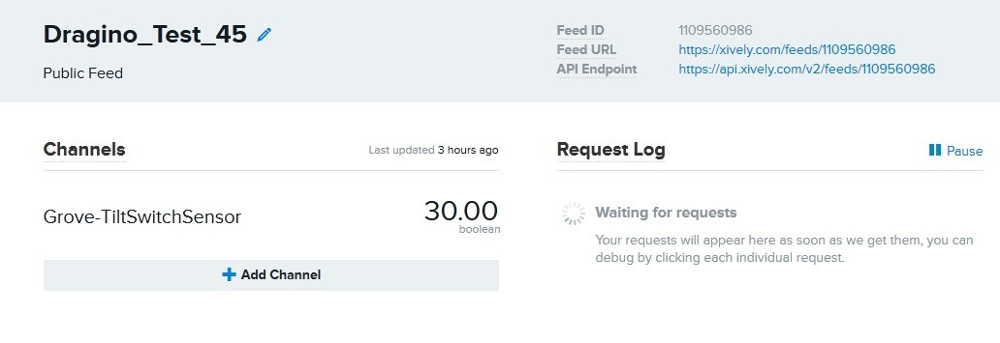 Dragino_Test_45
Public Feed
Feed ID 1109560986
Feed URL https://xively.com/feeds/1109560986
API Endpoint https://api.xively.com/v2/feeds/1109560986
Channels Last updated 3 hours ago
Grove-TiltSwitchSensor 30.00
boolean
Add Channel
Request Log Pause
Waiting for requests
Your requests will appear here as soon as we get them, you can
debug by clicking each individual request.